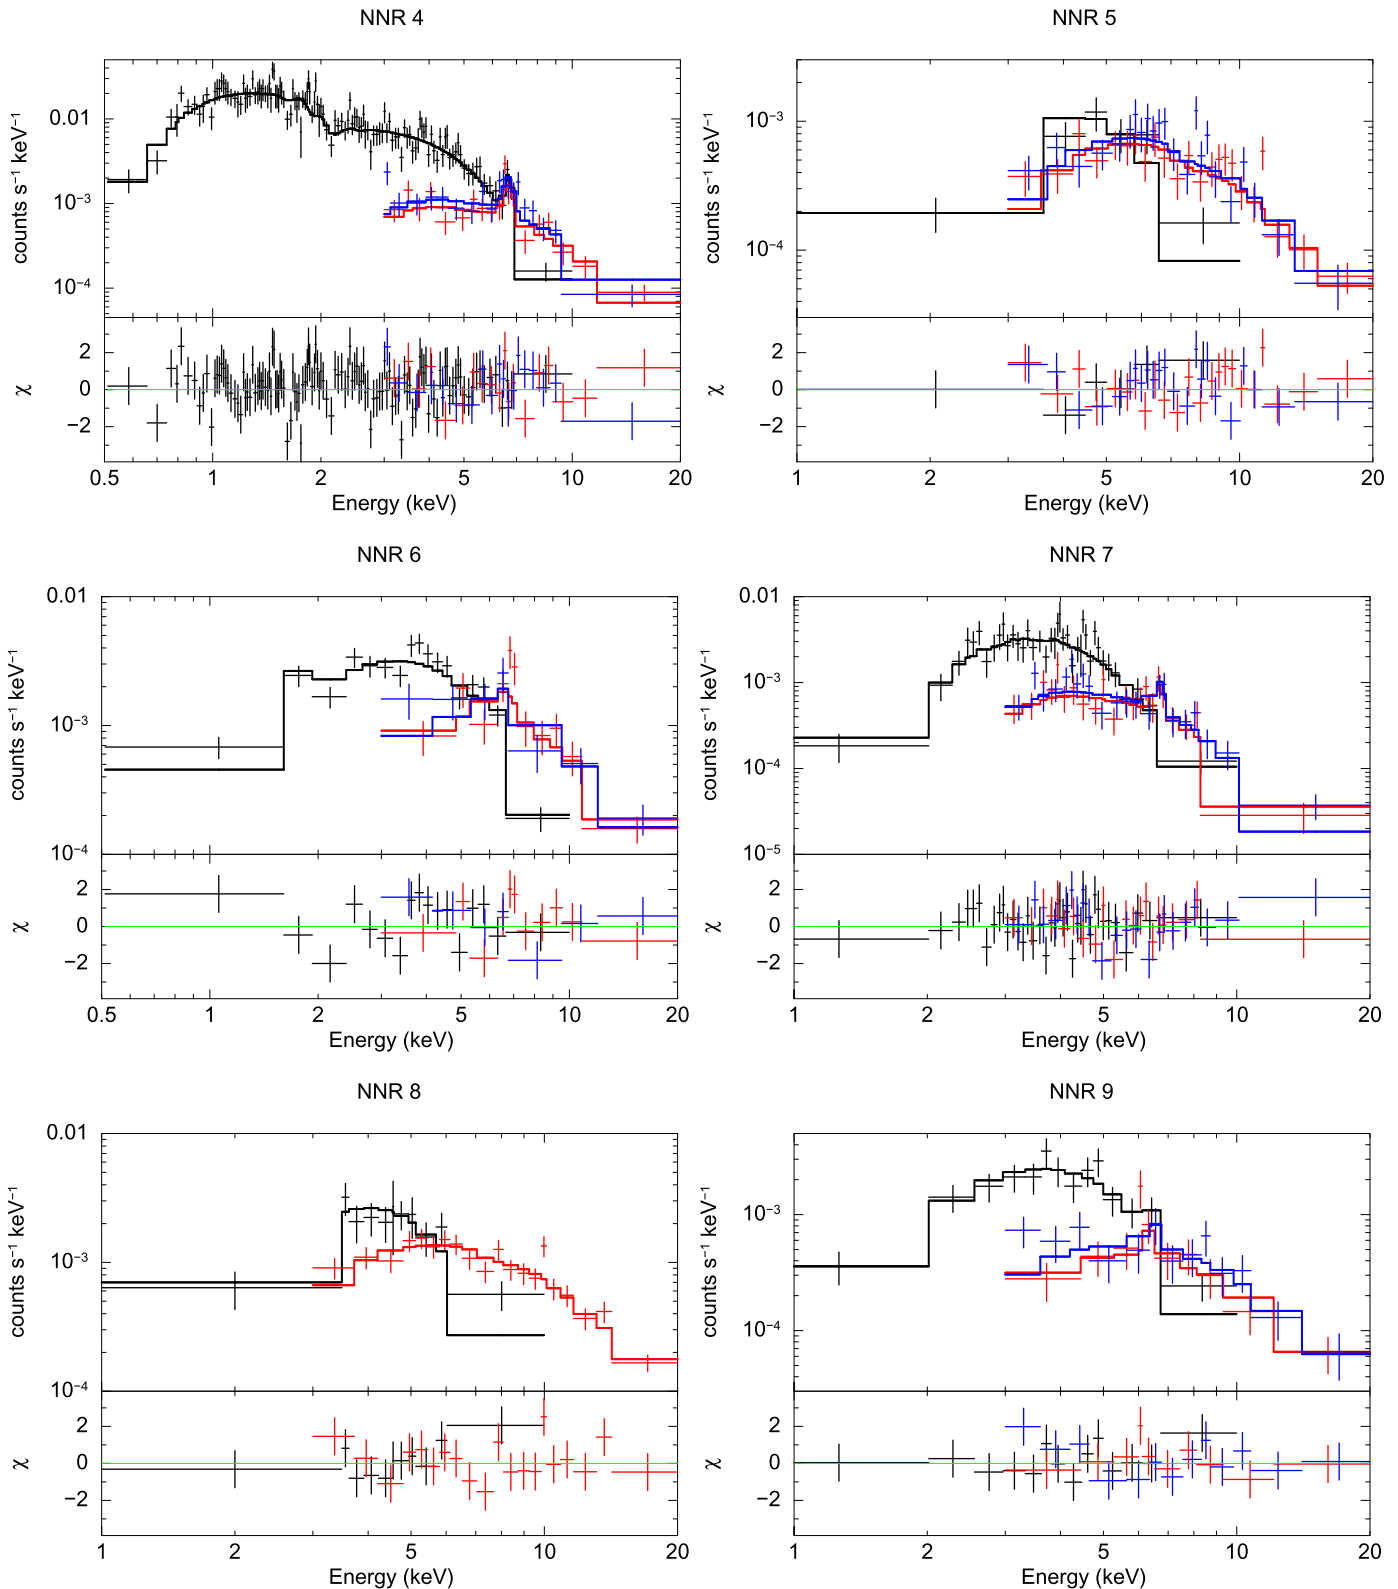 NNR 4
NNR 5
counts s⁻¹ keV⁻¹
0.01
10⁻³
10⁻⁴
χ
2
0
−2
0.5 1 2 5 10 20
Energy (keV)
counts s⁻¹ keV⁻¹
10⁻³
10⁻⁴
χ
2
0
−2
1 2 5 10 20
Energy (keV)
NNR 6
NNR 7
counts s⁻¹ keV⁻¹
0.01
10⁻³
10⁻⁴
χ
2
0
−2
0.5 1 2 5 10 20
Energy (keV)
counts s⁻¹ keV⁻¹
0.01
10⁻³
10⁻⁴
10⁻⁵
χ
2
0
−2
1 2 5 10 20
Energy (keV)
NNR 8
NNR 9
counts s⁻¹ keV⁻¹
0.01
10⁻³
10⁻⁴
χ
2
0
−2
1 2 5 10 20
Energy (keV)
counts s⁻¹ keV⁻¹
10⁻³
10⁻⁴
χ
2
0
−2
1 2 5 10 20
Energy (keV)